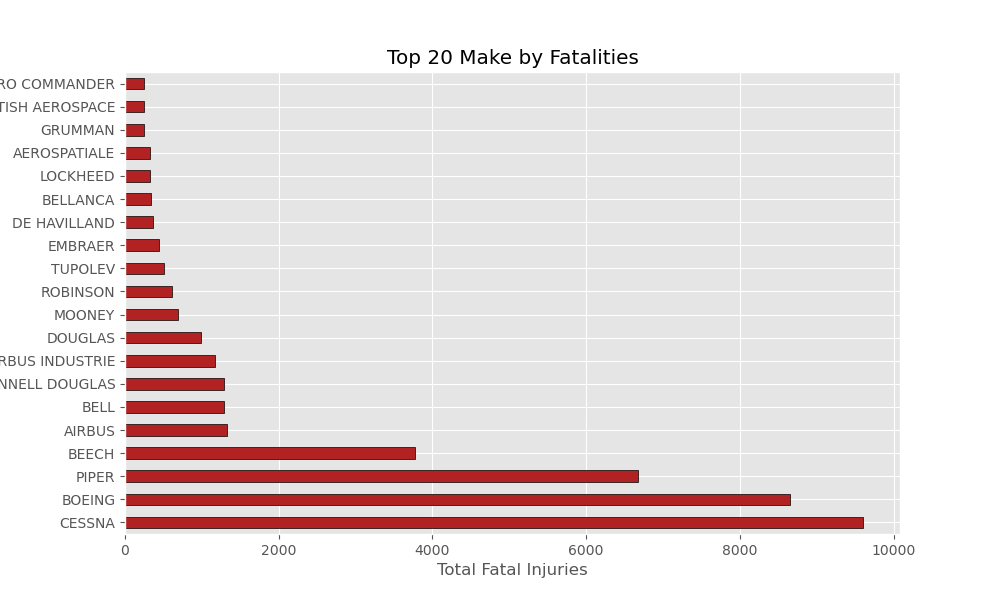 Top 20 Make by Fatalities
RO COMMANDER
TISH AEROSPACE
GRUMMAN
AEROSPATIALE
LOCKHEED
BELLANCA
DE HAVILLAND
EMBRAER
TUPOLEV
ROBINSON
MOONEY
DOUGLAS
RBUS INDUSTRIE
NNELL DOUGLAS
BELL
AIRBUS
BEECH
PIPER
BOEING
CESSNA
0 2000 4000 6000 8000 10000
Total Fatal Injuries